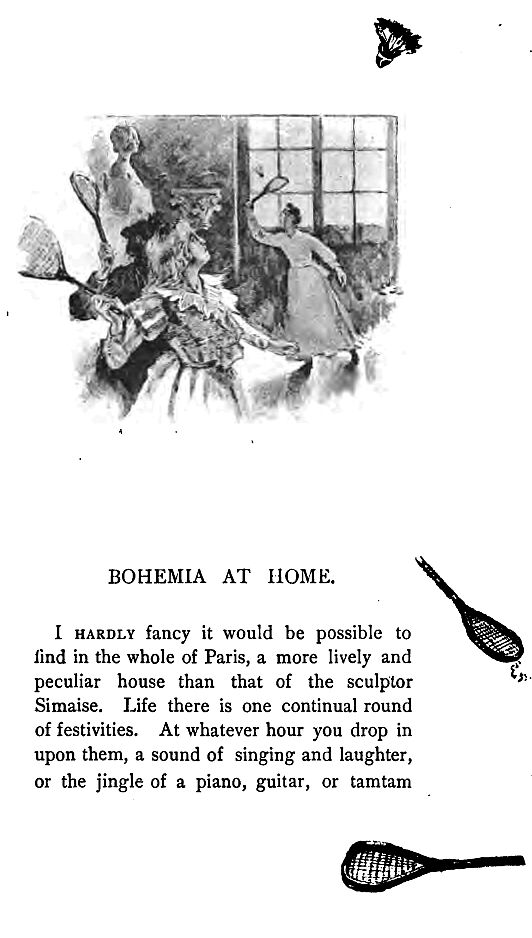 BOHEMIA AT HOME.
I HARDLY fancy it would be possible to
find in the whole of Paris, a more lively and
peculiar house than that of the sculptor
Simaise. Life there is one continual round
of festivities. At whatever hour you drop in
upon them, a sound of singing and laughter,
or the jingle of a piano, guitar, or tamtam